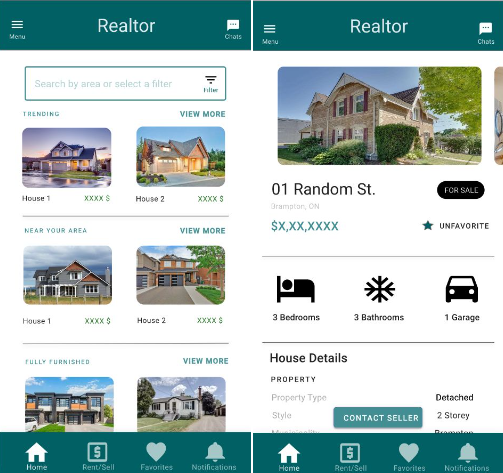 Realtor
Menu
Chats
Search by area or select a filter
Filter
TRENDING
VIEW MORE
House 1
XXXX $
House 2
XXXX $
NEAR YOUR AREA
VIEW MORE
House 1
XXXX $
House 2
XXXX $
FULLY FURNISHED
VIEW MORE
Home
Rent/Sell
Favorites
Notifications
Realtor
Menu
Chats
01 Random St.
FOR SALE
Brampton, ON
$X,XX,XXXX
UNFAVORITE
3 Bedrooms
3 Bathrooms
1 Garage
House Details
PROPERTY
Property Type
Detached
Style
2 Storey
CONTACT SELLER
Home
Rent/Sell
Favorites
Notifications